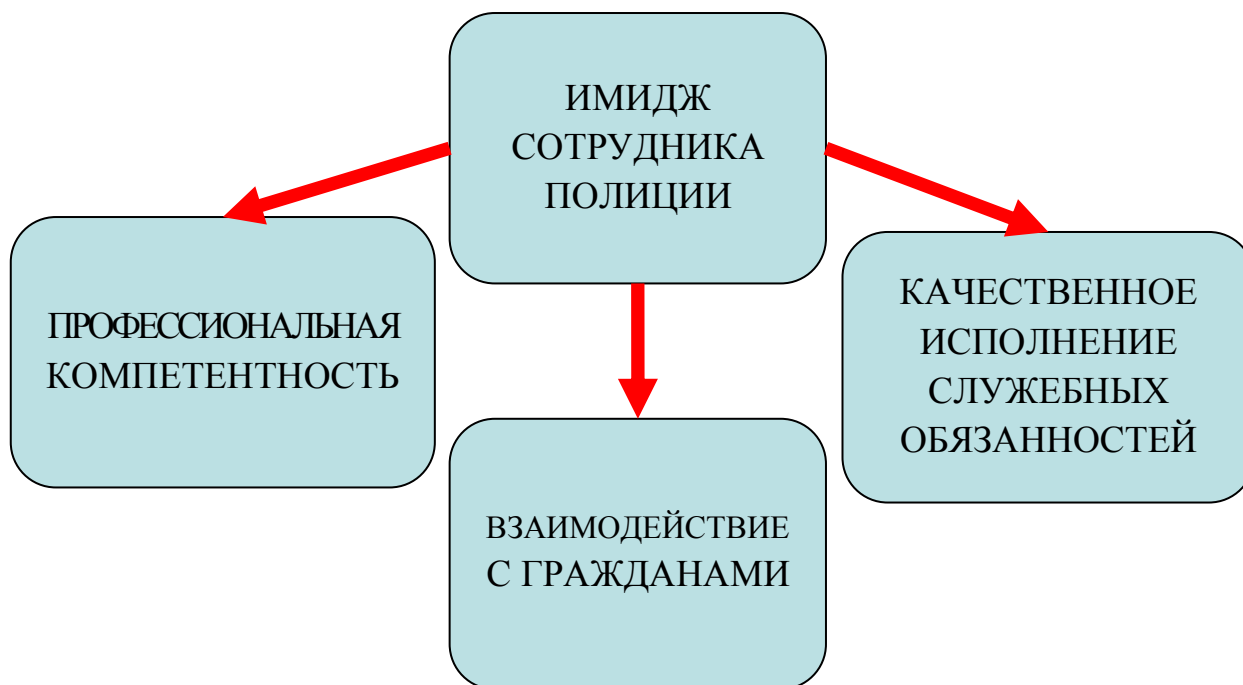 ИМИДЖ
СОТРУДНИКА
ПОЛИЦИИ
ПРОФЕССИОНАЛЬНАЯ
КОМПЕТЕНТНОСТЬ
ВЗАИМОДЕЙСТВИЕ
С ГРАЖДАНАМИ
КАЧЕСТВЕННОЕ
ИСПОЛНЕНИЕ
СЛУЖЕБНЫХ
ОБЯЗАННОСТЕЙ